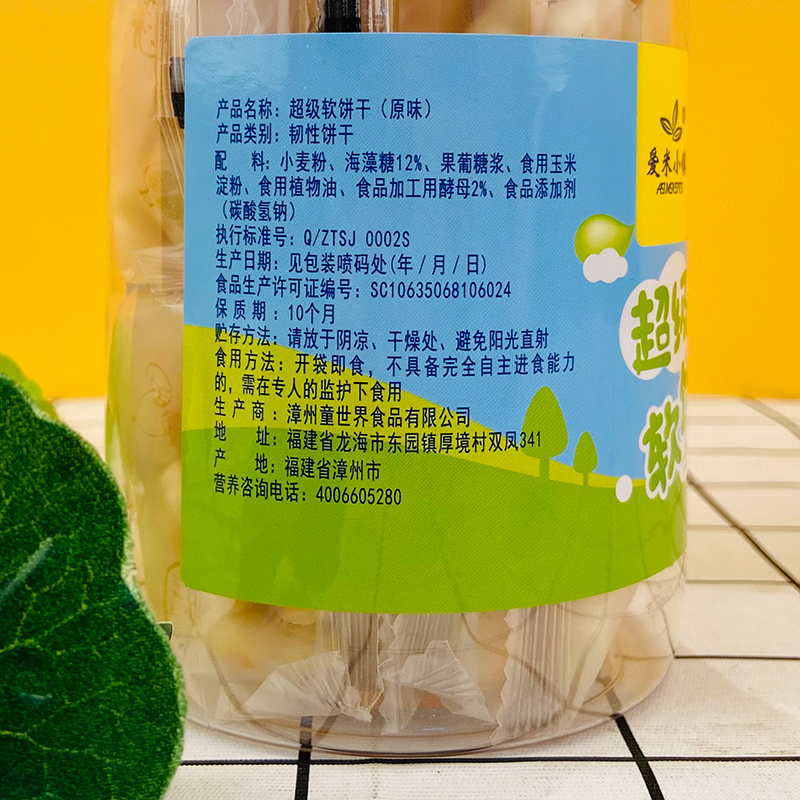 产品名称：超级软饼干（原味）
产品类别：韧性饼干
配 料：小麦粉、海藻糖12%、果葡糖浆、食用玉米
淀粉、食用植物油、食品加工用酵母2%、食品添加剂
（碳酸氢钠）
执行标准号：Q/ZTSJ 0002S
生产日期：见包装喷码处(年/月/日)
食品生产许可证编号：SC10635068106024
保质期：10个月
贮存方法：请放于阴凉、干燥处、避免阳光直射
食用方法：开袋即食，不具备完全自主进食能力
的，需在专人的监护下食用
生产商：漳州童世界食品有限公司
地 址：福建省龙海市东园镇厚境村双凤341
产 地：福建省漳州市
营养咨询电话：4006605280
爱米小
超级
软